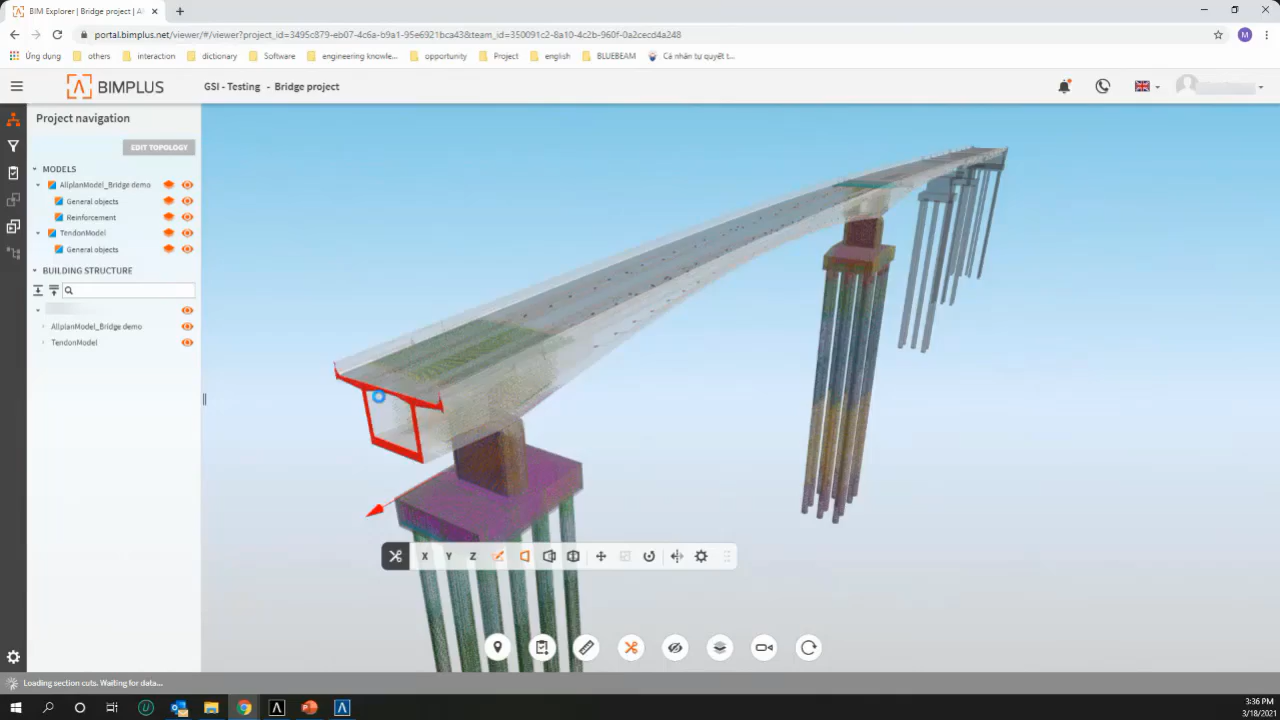 BIM Explorer | Bridge project |
portal.bimplus.net/viewer/#/viewer?project_id=3495c879-eb07-4c6a-b9a1-95e6921bca43&team_id=350091c2-8a10-4c2b-960f-0a2cecd4a248
M
Ứng dụng others interaction dictionary Software engineering knowle... opportunity Project english BLUEBEAM Cá nhân tự quyết t...
BIMPLUS GSI - Testing - Bridge project
Project navigation
EDIT TOPOLOGY
MODELS
AllplanModel_Bridge demo
General objects
Reinforcement
TendonModel
General objects
BUILDING STRUCTURE
AllplanModel_Bridge demo
TendonModel
X Y Z
Loading section cuts. Waiting for data...
3:36 PM
3/18/2021